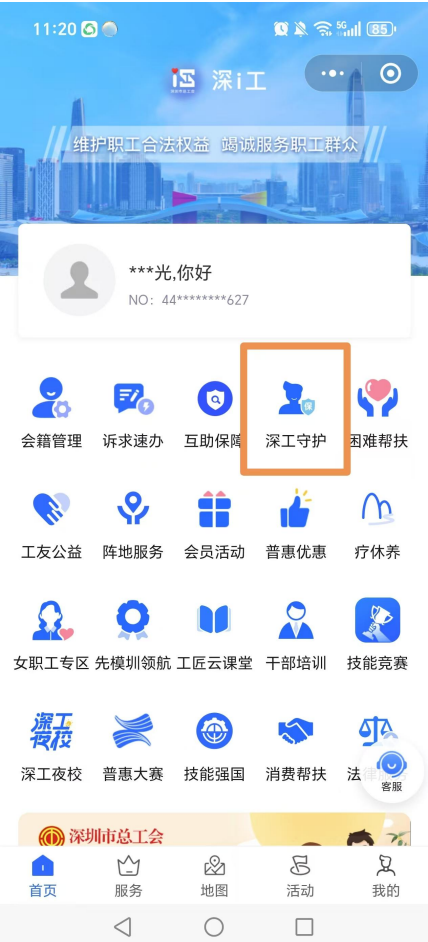 11:20
5G
85
i工
深i工
维护职工合法权益 竭诚服务职工群众
***光,你好
NO: 44********627
会籍管理 诉求速办 互助保障 深工守护 困难帮扶
工友公益 阵地服务 会员活动 普惠优惠 疗休养
女职工专区 先模圳领航 工匠云课堂 干部培训 技能竞赛
深工夜校
深工夜校 普惠大赛 技能强国 消费帮扶 法律
客服
深圳市总工会
首页 服务 地图 活动 我的